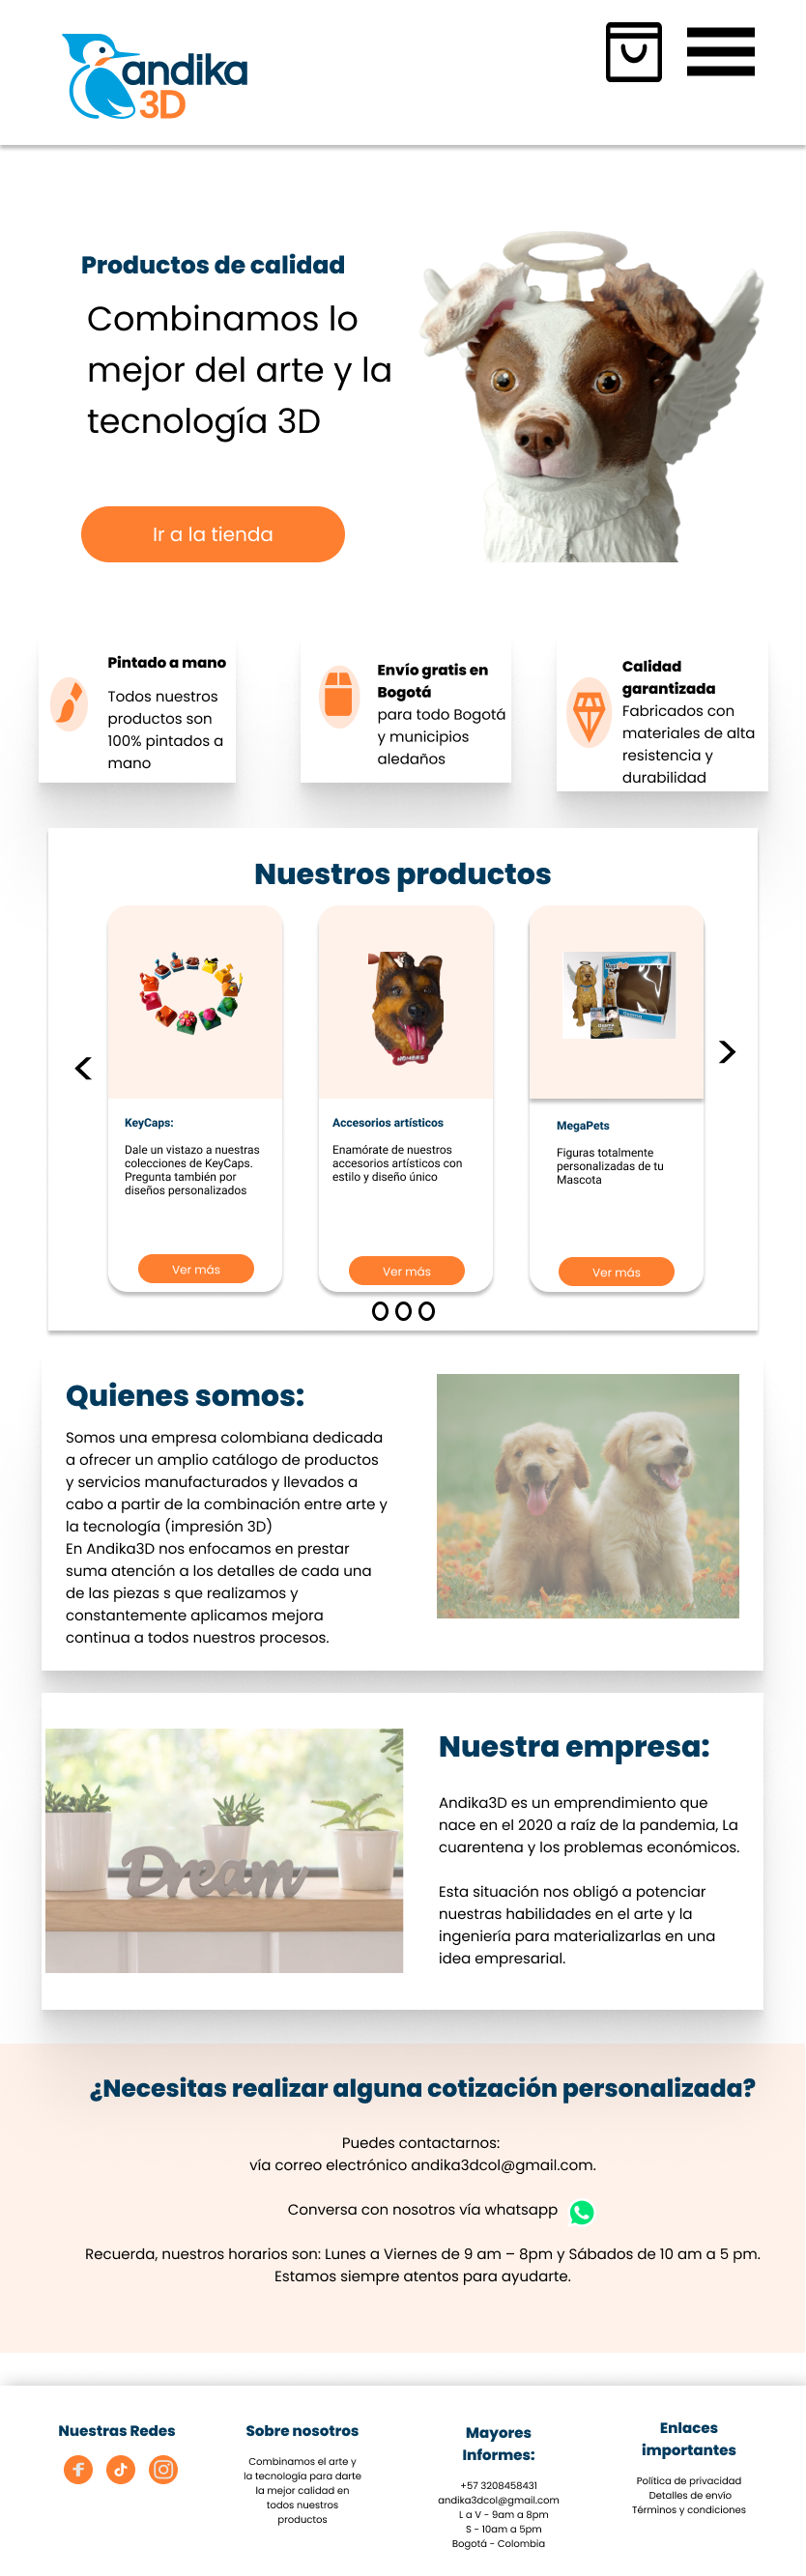 andika
3D
Productos de calidad
Combinamos lo
mejor del arte y la
tecnología 3D
Ir a la tienda
Pintado a mano
Todos nuestros
productos son
100% pintados a
mano
Envío gratis en
Bogotá
para todo Bogotá
y municipios
aledaños
Calidad
garantizada
Fabricados con
materiales de alta
resistencia y
durabilidad
Nuestros productos
<
>
NOMBRE
KeyCaps:
Dale un vistazo a nuestras
colecciones de KeyCaps.
Pregunta también por
diseños personalizados
Ver más
Accesorios artísticos
Enamórate de nuestros
accesorios artísticos con
estilo y diseño único
Ver más
MegaPets
Figuras totalmente
personalizadas de tu
Mascota
Ver más
Quienes somos:
Somos una empresa colombiana dedicada
a ofrecer un amplio catálogo de productos
y servicios manufacturados y llevados a
cabo a partir de la combinación entre arte y
la tecnología (impresión 3D)
En Andika3D nos enfocamos en prestar
suma atención a los detalles de cada una
de las piezas s que realizamos y
constantemente aplicamos mejora
continua a todos nuestros procesos.
Dream
Nuestra empresa:
Andika3D es un emprendimiento que
nace en el 2020 a raíz de la pandemia, La
cuarentena y los problemas económicos.
Esta situación nos obligó a potenciar
nuestras habilidades en el arte y la
ingeniería para materializarlas en una
idea empresarial.
¿Necesitas realizar alguna cotización personalizada?
Puedes contactarnos:
vía correo electrónico andika3dcol@gmail.com.
Conversa con nosotros vía whatsapp
Recuerda, nuestros horarios son: Lunes a Viernes de 9 am – 8pm y Sábados de 10 am a 5 pm.
Estamos siempre atentos para ayudarte.
Nuestras Redes
Sobre nosotros
Combinamos el arte y
la tecnología para darte
la mejor calidad en
todos nuestros
productos
Mayores
Informes:
+57 3208458431
andika3dcol@gmail.com
L a V - 9am a 8pm
S - 10am a 5pm
Bogotá - Colombia
Enlaces
importantes
Política de privacidad
Detalles de envío
Términos y condiciones